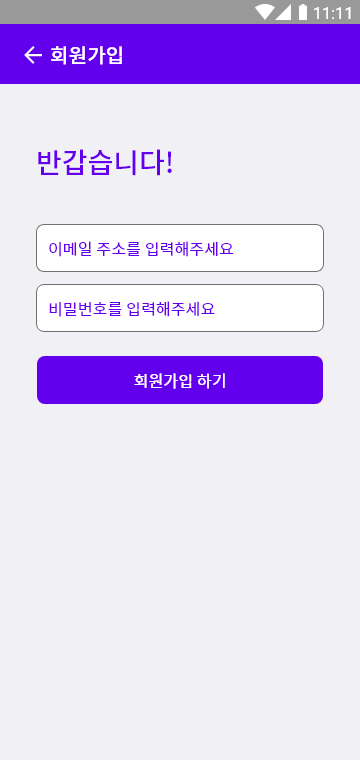 11:11
회원가입
반갑습니다!
이메일 주소를 입력해주세요
비밀번호를 입력해주세요
회원가입 하기